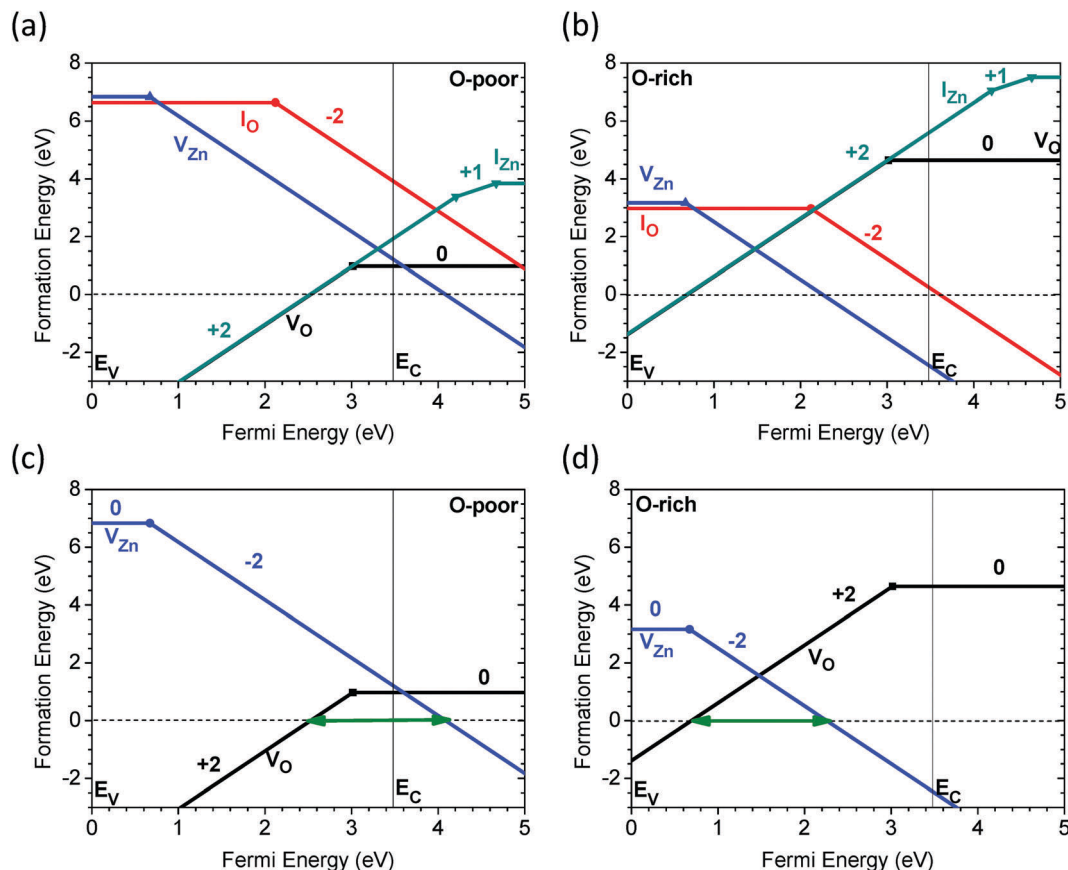 (a)
8
6
4
2
0
-2
Formation Energy (eV)
O-poor
I_O
V_Zn
-2
I_Zn
+1
0
+2
V_O
E_V
E_C
0 1 2 3 4 5
Fermi Energy (eV)
(b)
8
6
4
2
0
-2
Formation Energy (eV)
O-rich
+1
I_Zn
0
V_O
+2
V_Zn
I_O
-2
E_V
E_C
0 1 2 3 4 5
Fermi Energy (eV)
(c)
8
6
4
2
0
-2
Formation Energy (eV)
O-poor
0
V_Zn
-2
0
+2
V_O
E_V
E_C
0 1 2 3 4 5
Fermi Energy (eV)
(d)
8
6
4
2
0
-2
Formation Energy (eV)
O-rich
0
+2
0
V_Zn
-2
V_O
E_V
E_C
0 1 2 3 4 5
Fermi Energy (eV)